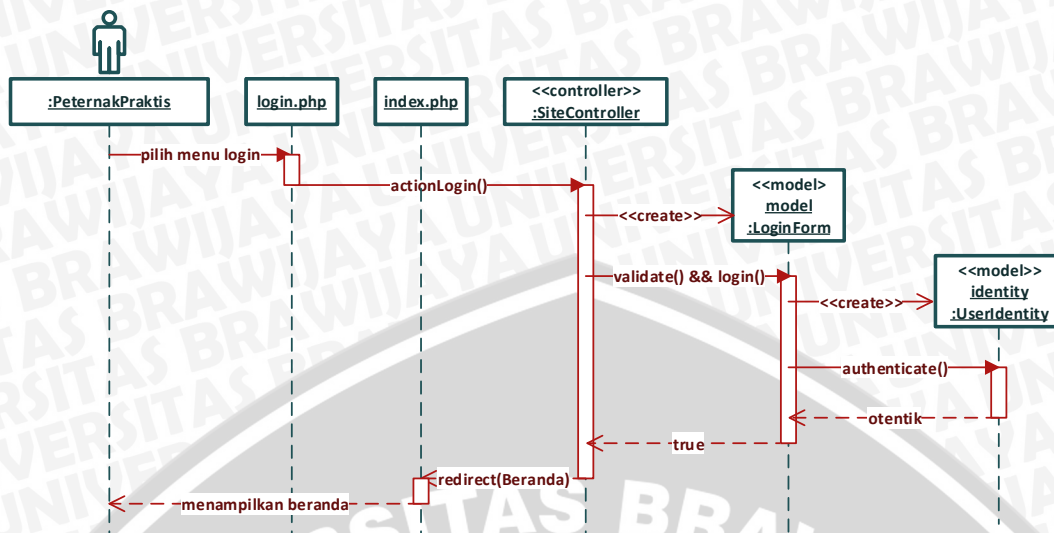 :PeternakPraktis
login.php
index.php
<<controller>>
:SiteController
pilih menu login
actionLogin()
<<model>
model
:LoginForm
<<create>>
validate() && login()
<<model>>
identity
:UserIdentity
<<create>>
authenticate()
otentik
true
redirect(Beranda)
menampilkan beranda